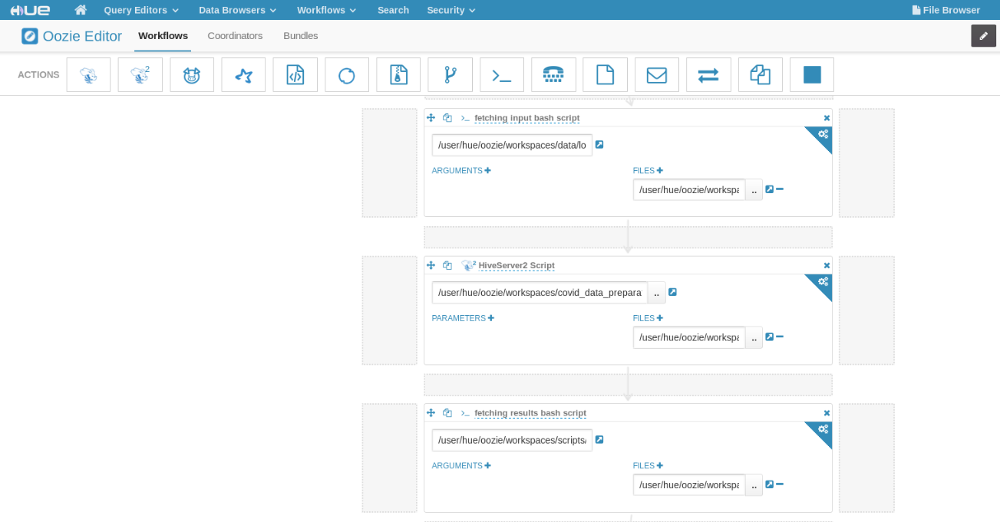 HUE Query Editors Data Browsers Workflows Search Security File Browser
Oozie Editor Workflows Coordinators Bundles
ACTIONS 2
fetching input bash script
/user/hue/oozie/workspaces/data/lo
ARGUMENTS FILES
/user/hue/oozie/workspa ..
2 HiveServer2 Script
/user/hue/oozie/workspaces/covid_data_prepara ..
PARAMETERS FILES
/user/hue/oozie/workspa ..
fetching results bash script
/user/hue/oozie/workspaces/scripts/
ARGUMENTS FILES
/user/hue/oozie/workspa ..